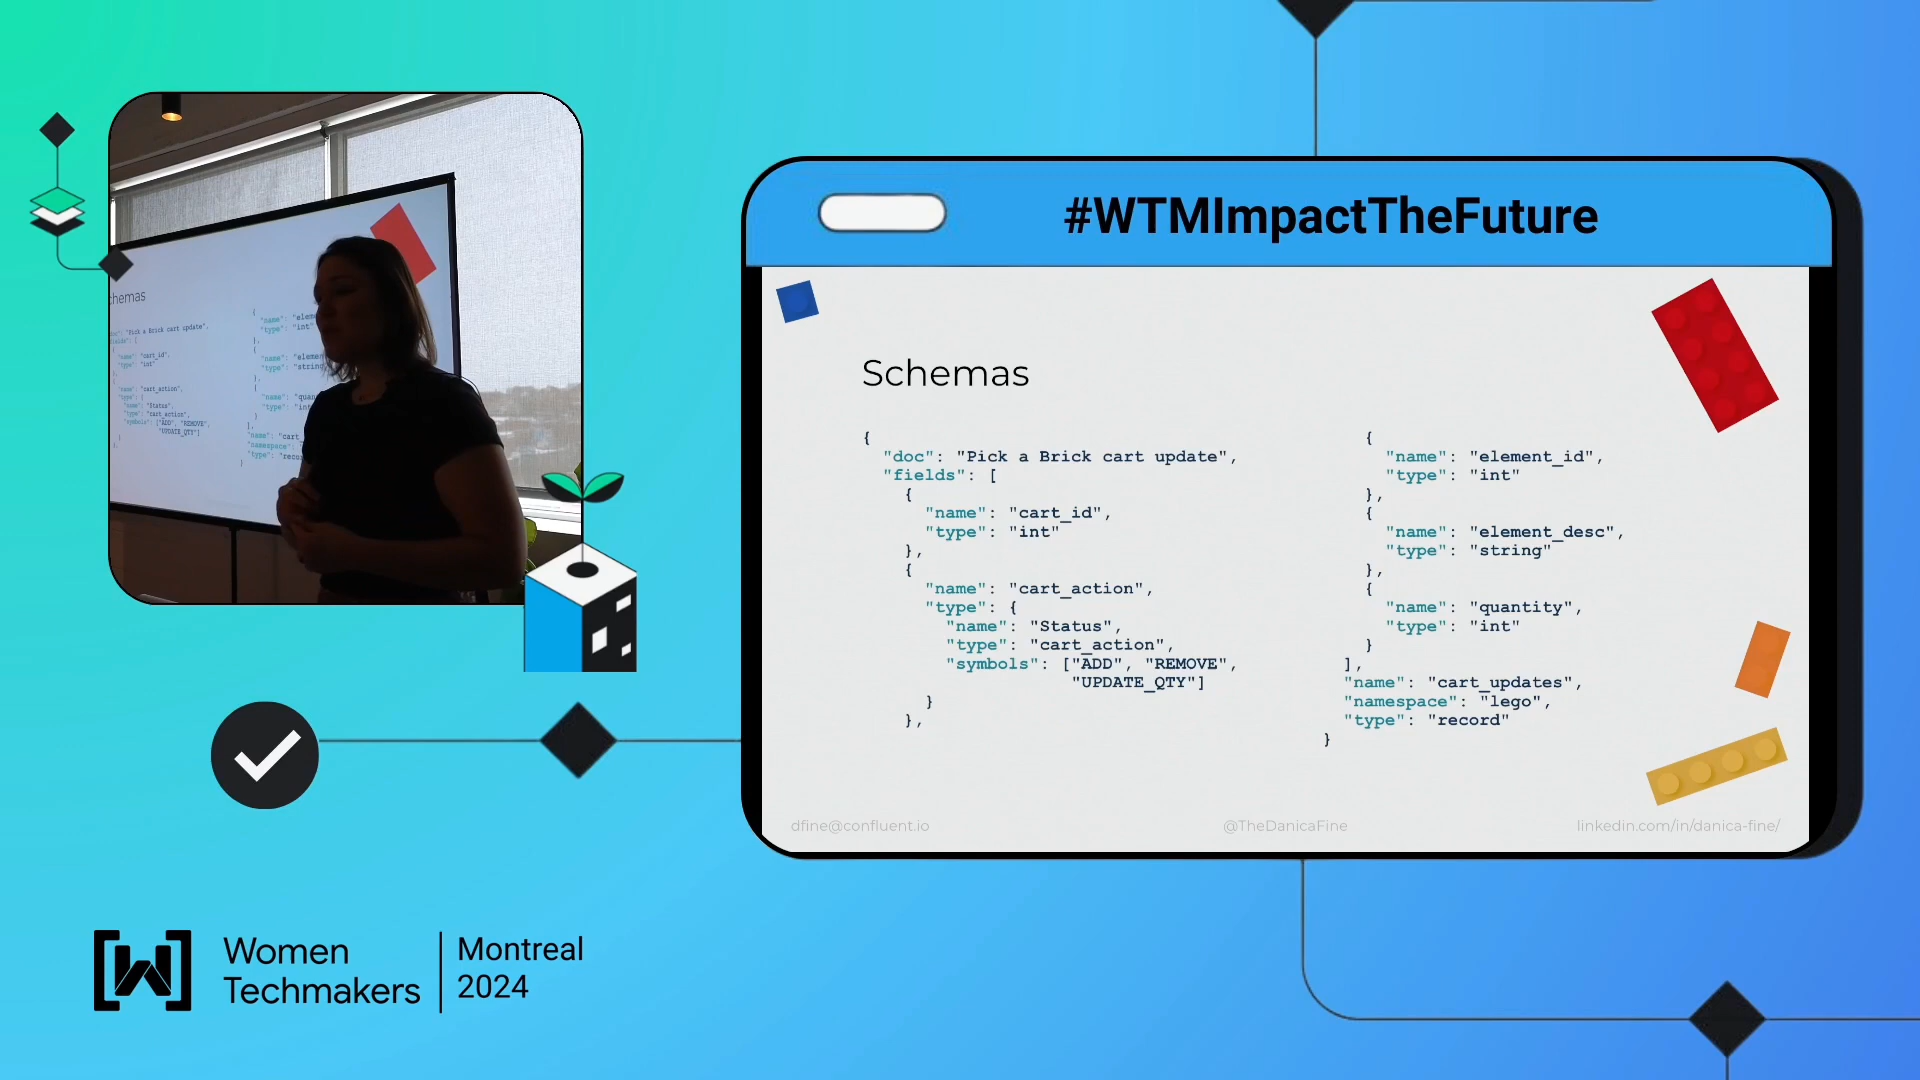 #WTMImpactTheFuture
Schemas
{
"doc": "Pick a Brick cart update",
"fields": [
{
"name": "cart_id",
"type": "int"
},
{
"name": "cart_action",
"type": {
"name": "Status",
"type": "cart_action",
"symbols": ["ADD", "REMOVE",
"UPDATE_QTY"]
}
},
{
"name": "element_id",
"type": "int"
},
{
"name": "element_desc",
"type": "string"
},
{
"name": "quantity",
"type": "int"
}
],
"name": "cart_updates",
"namespace": "lego",
"type": "record"
}
dfine@confluent.io
@TheDanicaFine
linkedin.com/in/danica-fine/
Women
Techmakers
Montreal
2024